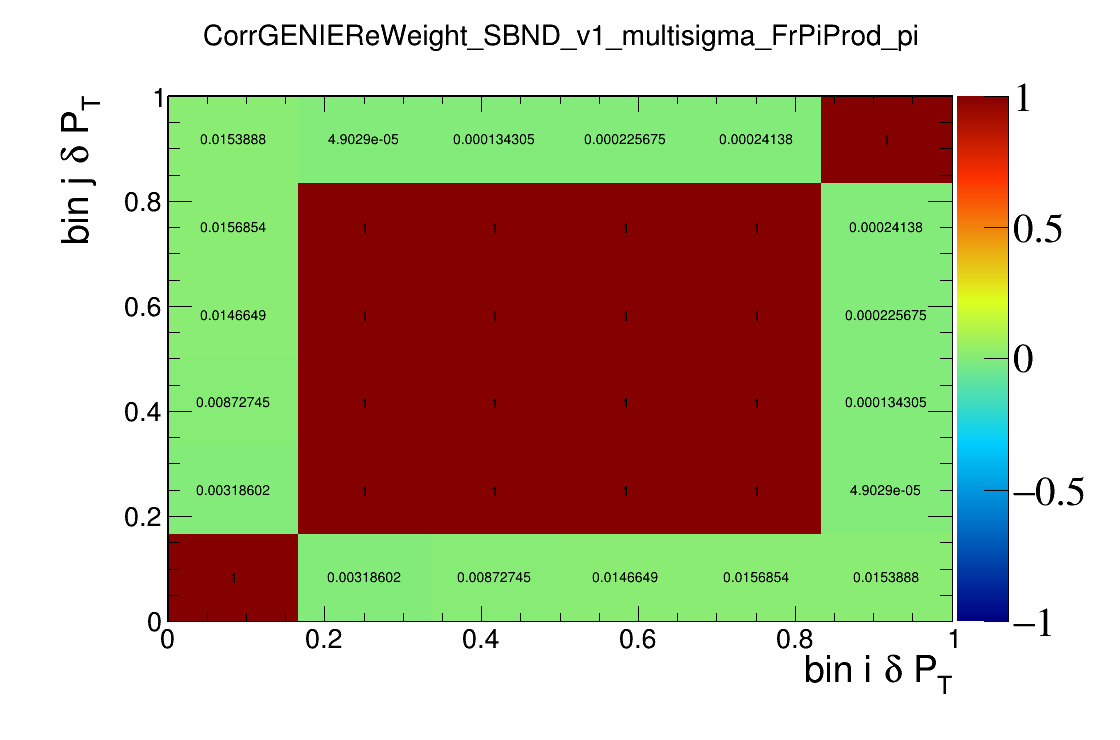 CorrGENIEReWeight_SBND_v1_multisigma_FrPiProd_pi
bin j δ P_T
1
0.8
0.6
0.4
0.2
0
0.0153888 4.9029e-05 0.000134305 0.000225675 0.00024138 1
0.0156854 1 1 1 1 0.00024138
0.0146649 1 1 1 1 0.000225675
0.00872745 1 1 1 1 0.000134305
0.00318602 1 1 1 1 4.9029e-05
1 0.00318602 0.00872745 0.0146649 0.0156854 0.0153888
0 0.2 0.4 0.6 0.8 1
bin i δ P_T
1
0.5
0
−0.5
−1